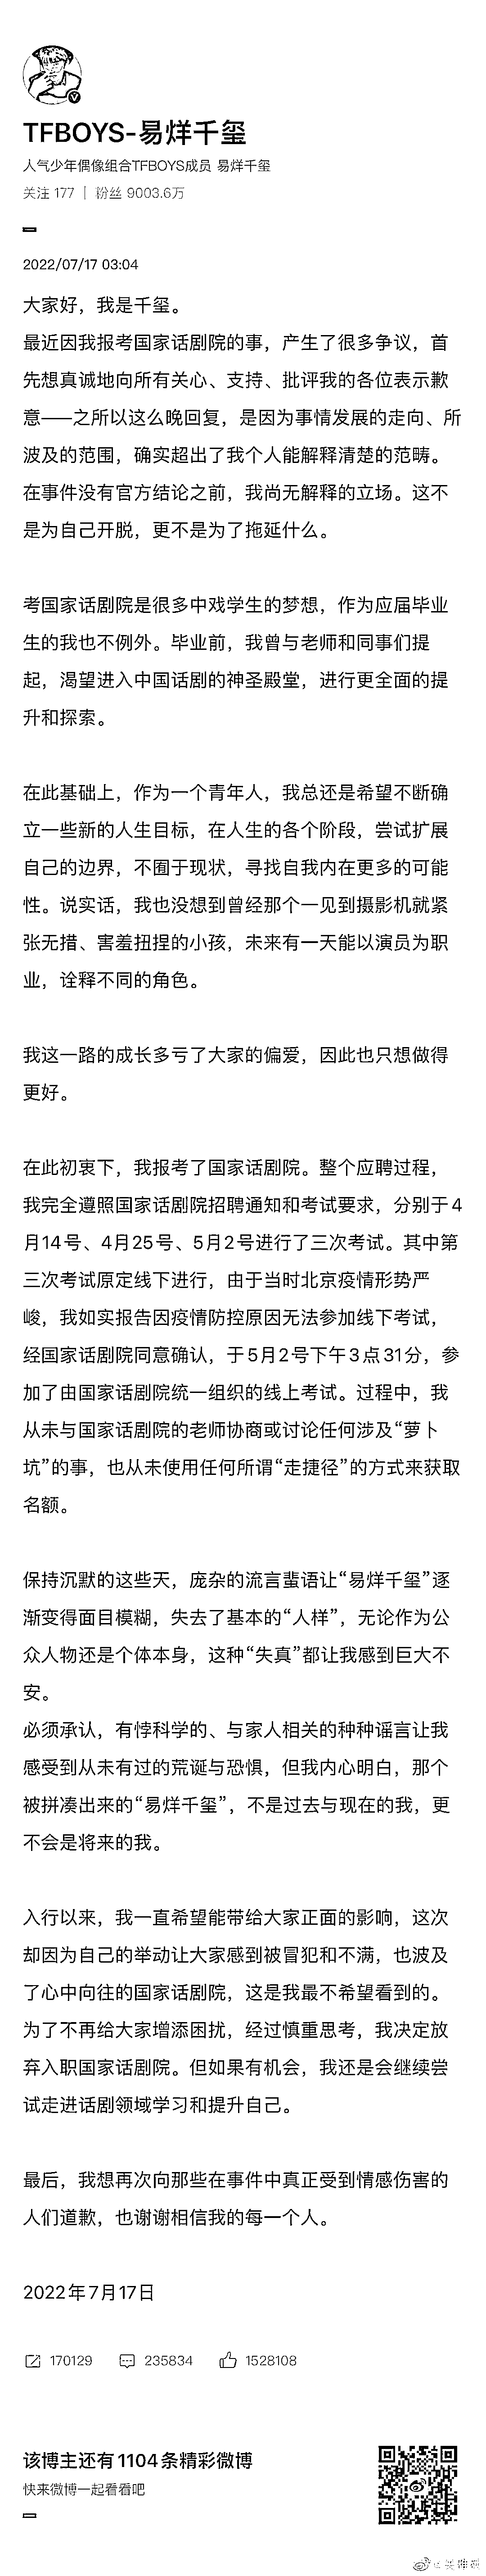 TFBOYS-易烊千玺
人气少年偶像组合TFBOYS成员 易烊千玺
关注 177 | 粉丝 9003.6万
2022/07/17 03:04
大家好，我是千玺。
最近因我报考国家话剧院的事，产生了很多争议，首
先想真诚地向所有关心、支持、批评我的各位表示歉
意——之所以这么晚回复，是因为事情发展的走向、所
波及的范围，确实超出了我个人能解释清楚的范畴。
在事件没有官方结论之前，我尚无解释的立场。这不
是为自己开脱，更不是为了拖延什么。
考国家话剧院是很多中戏学生的梦想，作为应届毕业
生的我也不例外。毕业前，我曾与老师和同事们提
起，渴望进入中国话剧的神圣殿堂，进行更全面的提
升和探索。
在此基础上，作为一个青年人，我总还是希望不断确
立一些新的人生目标，在人生的各个阶段，尝试扩展
自己的边界，不囿于现状，寻找自我内在更多的可能
性。说实话，我也没想到曾经那个一见到摄影机就紧
张无措、害羞扭捏的小孩，未来有一天能以演员为职
业，诠释不同的角色。
我这一路的成长多亏了大家的偏爱，因此也只想做得
更好。
在此初衷下，我报考了国家话剧院。整个应聘过程，
我完全遵照国家话剧院招聘通知和考试要求，分别于4
月14号、4月25号、5月2号进行了三次考试。其中第
三次考试原定线下进行，由于当时北京疫情形势严
峻，我如实报告因疫情防控原因无法参加线下考试，
经国家话剧院同意确认，于5月2号下午3点31分，参
加了由国家话剧院统一组织的线上考试。过程中，我
从未与国家话剧院的老师协商或讨论任何涉及“萝卜
坑”的事，也从未使用任何所谓“走捷径”的方式来获取
名额。
保持沉默的这些天，庞杂的流言蜚语让“易烊千玺”逐
渐变得面目模糊，失去了基本的“人样”，无论作为公
众人物还是个体本身，这种“失真”都让我感到巨大不
安。
必须承认，有悖科学的、与家人相关的种种谣言让我
感受到从未有过的荒诞与恐惧，但我内心明白，那个
被拼凑出来的“易烊千玺”，不是过去与现在的我，更
不会是将来的我。
入行以来，我一直希望能带给大家正面的影响，这次
却因为自己的举动让大家感到被冒犯和不满，也波及
了心中向往的国家话剧院，这是我最不希望看到的。
为了不再给大家增添困扰，经过慎重思考，我决定放
弃入职国家话剧院。但如果有机会，我还是会继续尝
试走进话剧领域学习和提升自己。
最后，我想再次向那些在事件中真正受到情感伤害的
人们道歉，也谢谢相信我的每一个人。
2022年7月17日
170129 235834 1528108
该博主还有1104条精彩微博
快来微博一起看看吧